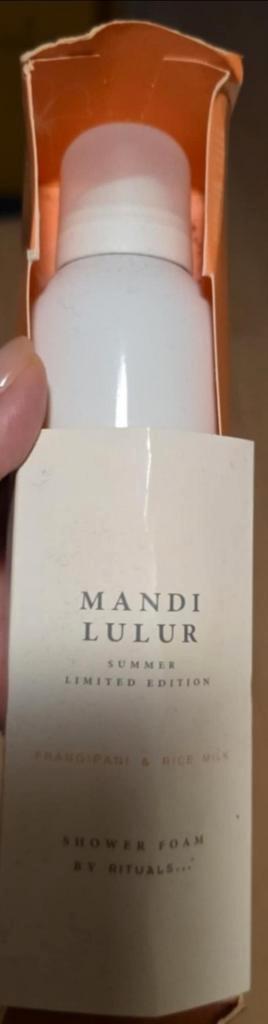 MANDI
LULUR
SUMMER
LIMITED EDITION
FRANGIPANI & RICE MILK
SHOWER FOAM
BY RITUALS...